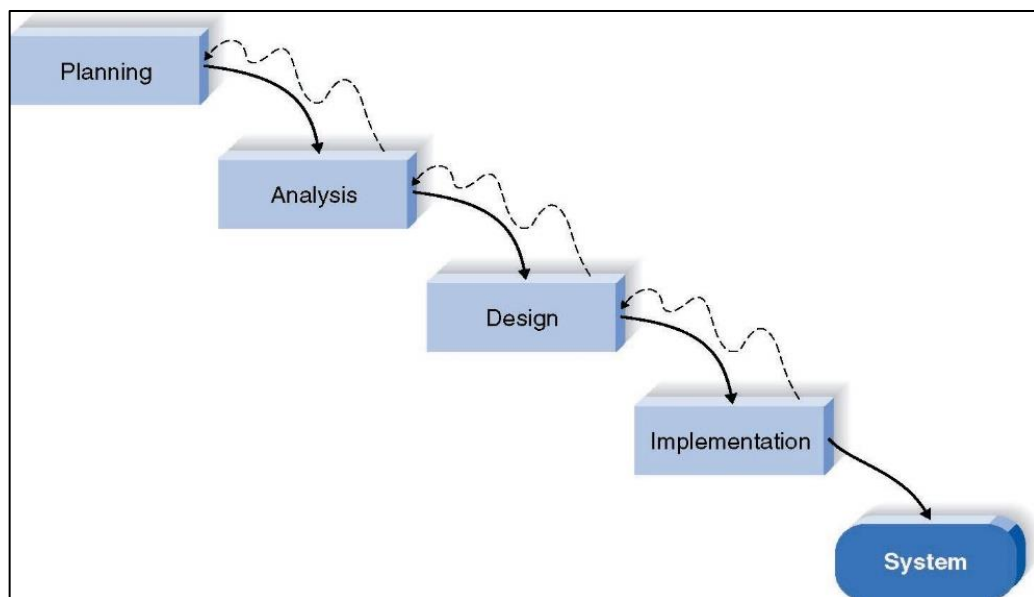 Planning
Analysis
Design
Implementation
System